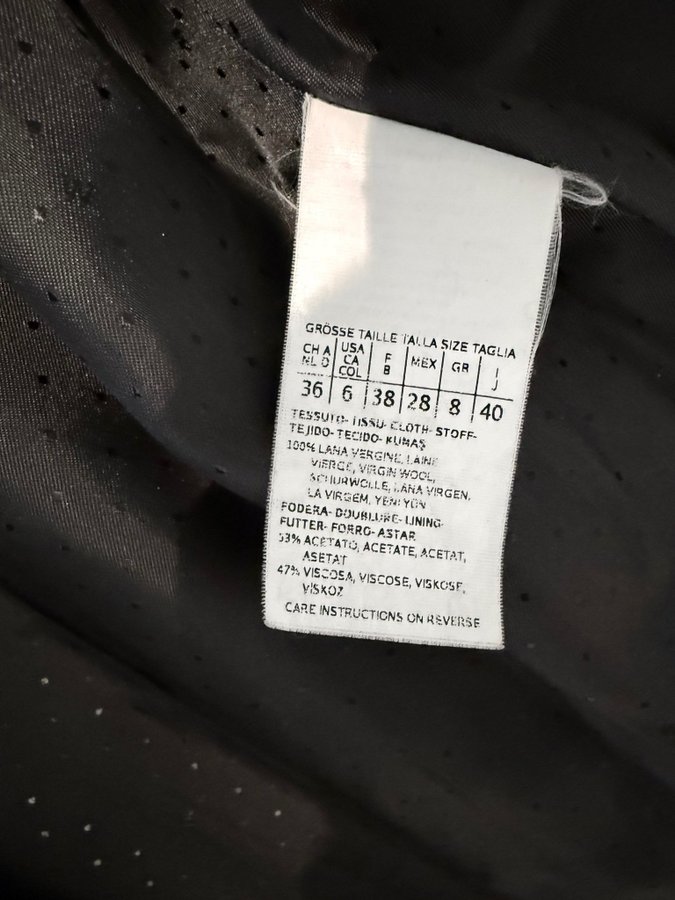 GRÖSSE TAILLE TALLA SIZE TAGLIA
CH A USA F MEX GR I
NL D CA B J
COL
36 6 38 28 8 40
TESSUTO- TISSU- CLOTH- STOFF-
TEJIDO- TECIDO- KUMAS
100% LANA VERGINE, LAINE
VIERGE, VIRGIN WOOL,
SCHURWOLLE, LANA VIRGEN,
LA VIRGEM, YENI YÜN
FODERA- DOUBLURE- LINING-
FUTTER- FORRO- ASTAR
53% ACETATO, ACETATE, ACETAT,
ASETAT
47% VISCOSA, VISCOSE, VISKOSE,
VISKOZ
CARE INSTRUCTIONS ON REVERSE